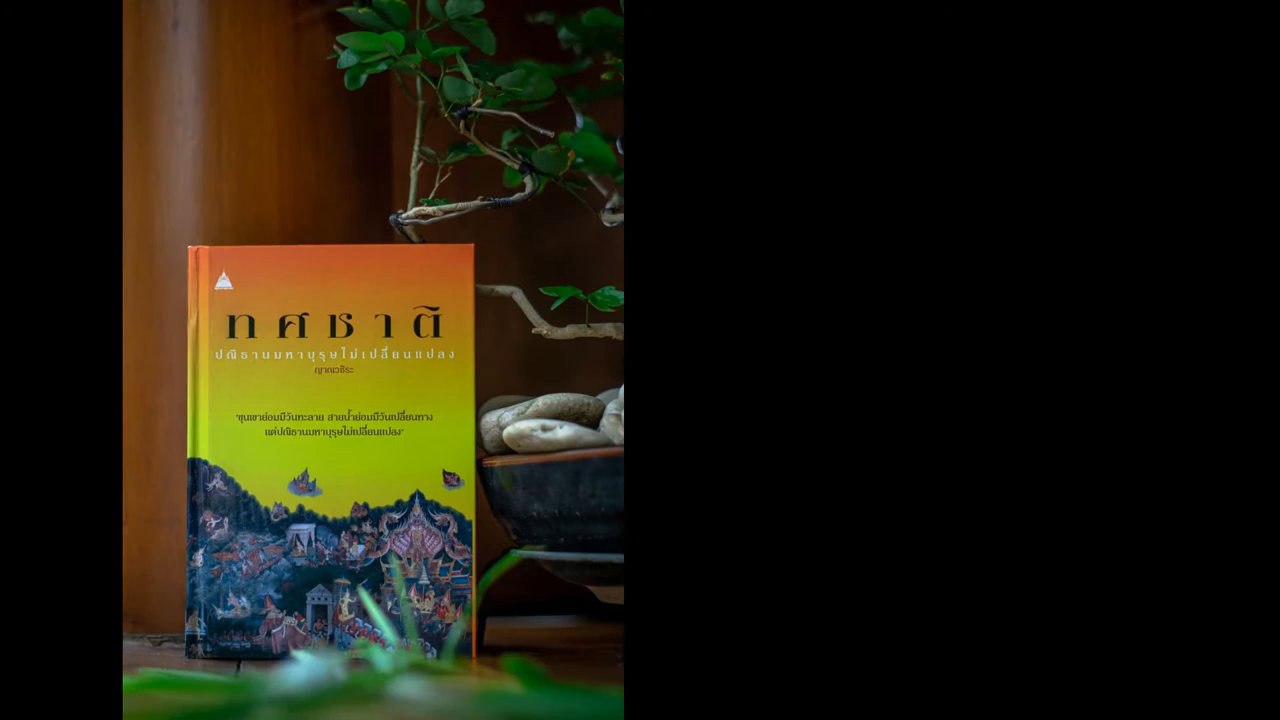 ทศชาติ
ปณิธานมหาบุรุษไม่เปลี่ยนแปลง
ญาณวชิระ
"ขุนเขาย่อมมีวันทะลาย สายน้ำย่อมมีวันเปลี่ยนทาง
แต่ปณิธานมหาบุรุษไม่เปลี่ยนแปลง"